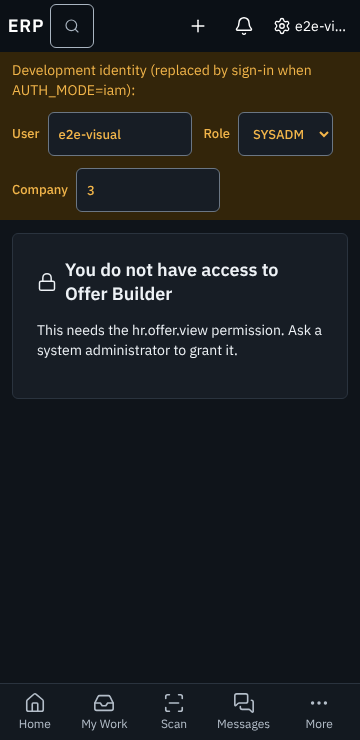 ERP
e2e-vi...
Development identity (replaced by sign-in when
AUTH_MODE=iam):
User e2e-visual Role SYSADM
Company 3
You do not have access to
Offer Builder
This needs the hr.offer.view permission. Ask a
system administrator to grant it.
Home My Work Scan Messages More